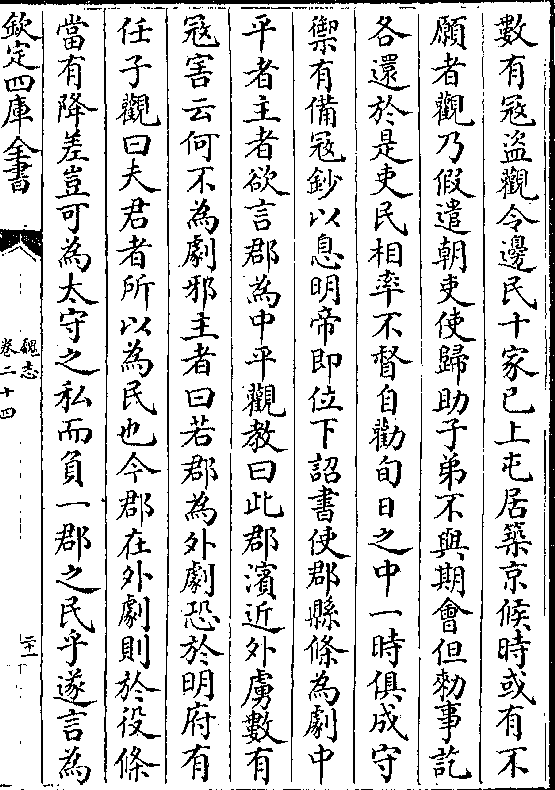 數有寇盜觀令邊民十家已上屯居築京候時或有不
願者觀乃假遣朝吏使歸助子弟不與期會但勅事訖
各還於是吏民相率不督自勸旬日之中一時俱成守
禦有備寇鈔以息明帝即位下詔書使郡縣條為劇中
平者主者欲言郡為中平觀教曰此郡濱近外虜數有
寇害云何不為劇邪主者曰若郡為外劇恐於明府有
任子觀曰夫君者所以為民也今郡在外劇則於役條
當有降差豈可為太守之私而負一郡之民乎遂言為
欽定四庫全書
魏志
卷二十四
二十一